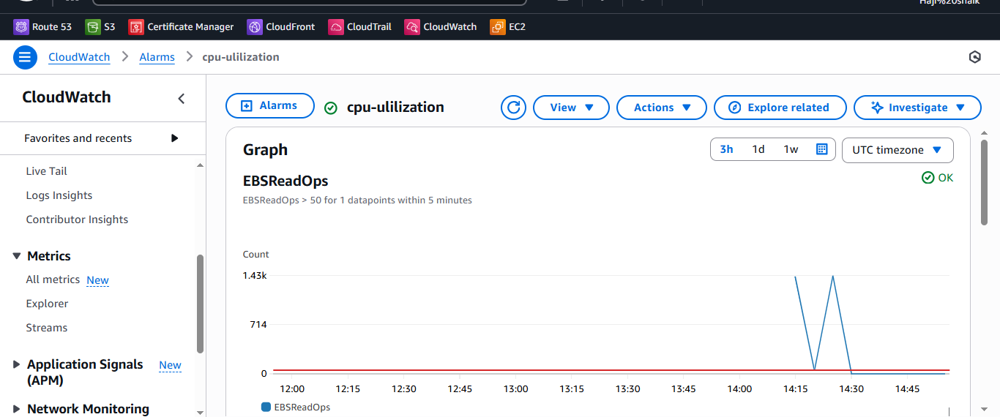 Haji%20shaik
Route 53 S3 Certificate Manager CloudFront CloudTrail CloudWatch EC2
CloudWatch > Alarms > cpu-ulilization
CloudWatch
Favorites and recents
Live Tail
Logs Insights
Contributor Insights
Metrics
All metrics New
Explorer
Streams
Application Signals New
(APM)
Network Monitoring
Alarms cpu-ulilization View Actions Explore related Investigate
Graph 3h 1d 1w UTC timezone
EBSReadOps OK
EBSReadOps > 50 for 1 datapoints within 5 minutes
Count
1.43k
714
0
12:00 12:15 12:30 12:45 13:00 13:15 13:30 13:45 14:00 14:15 14:30 14:45
EBSReadOps